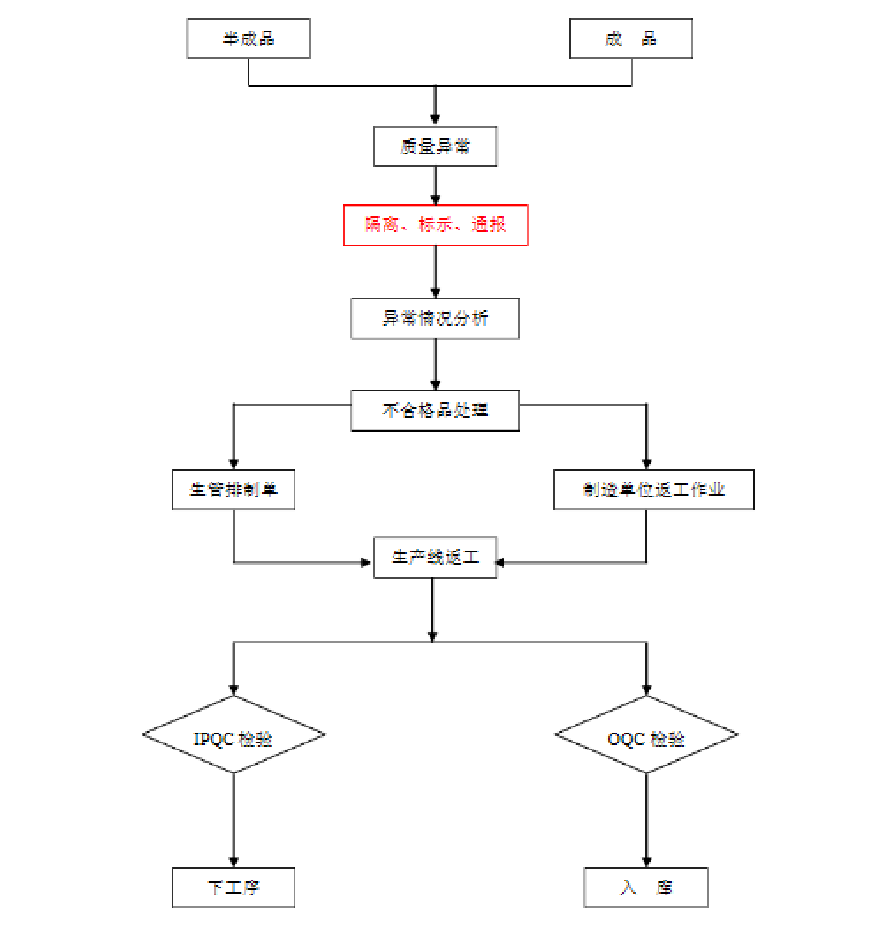 半成品
成 品
质量异常
隔离、标示、通报
异常情况分析
不合格品处理
生管排制单
制造单位返工作业
生产线返工
IPQC 检验
OQC 检验
下工序
入 库